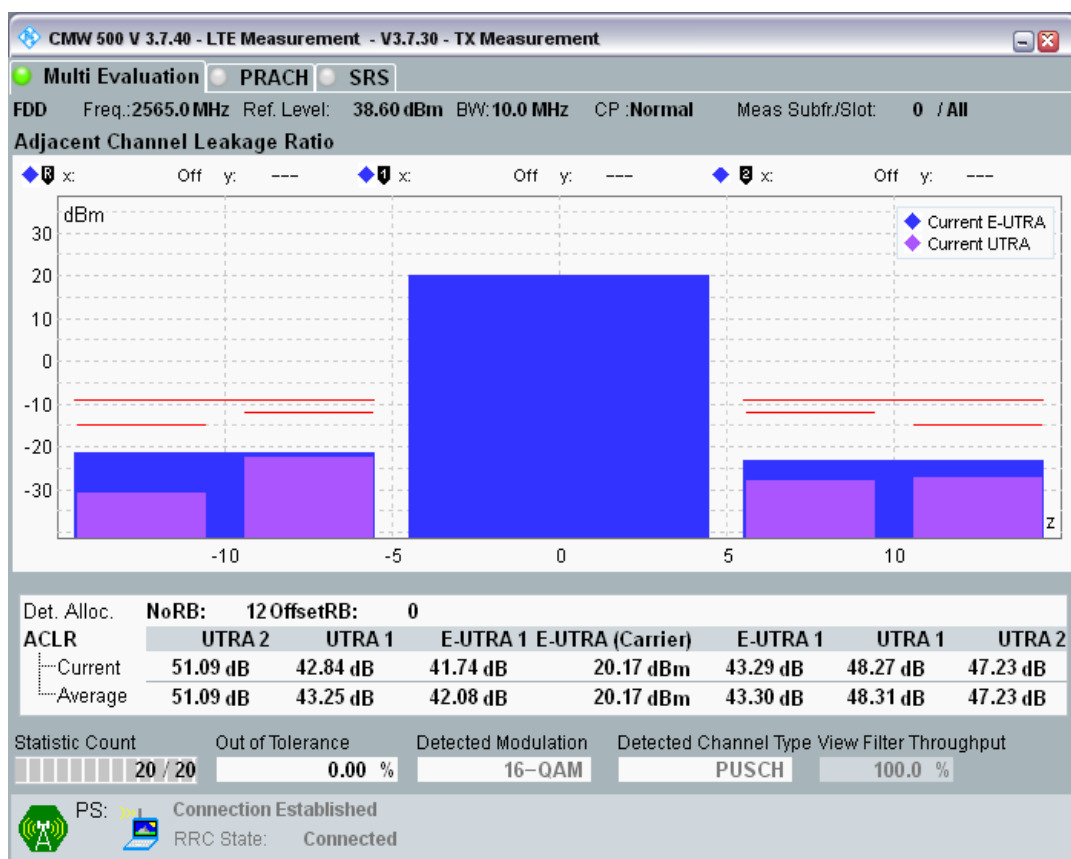 CMW 500 V 3.7.40 - LTE Measurement - V3.7.30 - TX Measurement
Multi Evaluation PRACH SRS
FDD Freq.:2565.0 MHz Ref. Level: 38.60 dBm BW:10.0 MHz CP :Normal Meas Subfr./Slot: 0 / All
Adjacent Channel Leakage Ratio
R x: Off y: --- 1 x: Off y: --- 2 x: Off y: ---
dBm
Current E-UTRA
Current UTRA
30
20
10
0
-10
-20
-30
z
-10 -5 0 5 10
Det. Alloc. NoRB: 12 OffsetRB: 0
ACLR UTRA 2 UTRA 1 E-UTRA 1 E-UTRA (Carrier) E-UTRA 1 UTRA 1 UTRA 2
Current 51.09 dB 42.84 dB 41.74 dB 20.17 dBm 43.29 dB 48.27 dB 47.23 dB
Average 51.09 dB 43.25 dB 42.08 dB 20.17 dBm 43.30 dB 48.31 dB 47.23 dB
Statistic Count Out of Tolerance Detected Modulation Detected Channel Type View Filter Throughput
20 / 20 0.00 % 16-QAM PUSCH 100.0 %
PS: Connection Established
RRC State: Connected